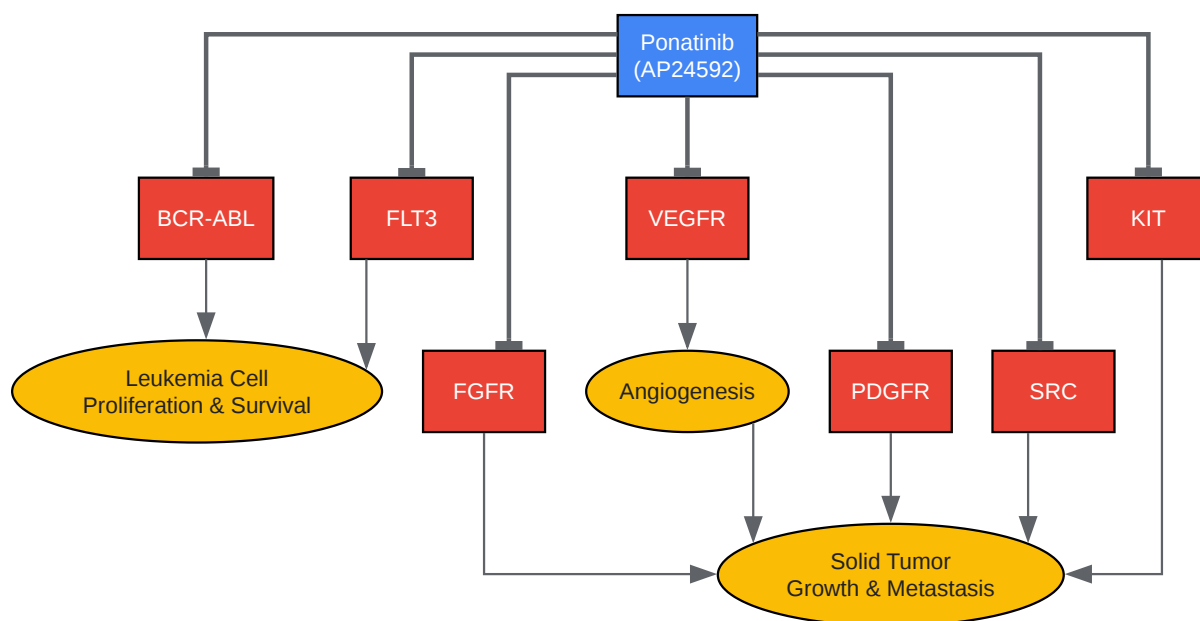 Ponatinib
(AP24592)
BCR-ABL
FLT3
VEGFR
KIT
Leukemia Cell
Proliferation & Survival
FGFR
Angiogenesis
PDGFR
SRC
Solid Tumor
Growth & Metastasis